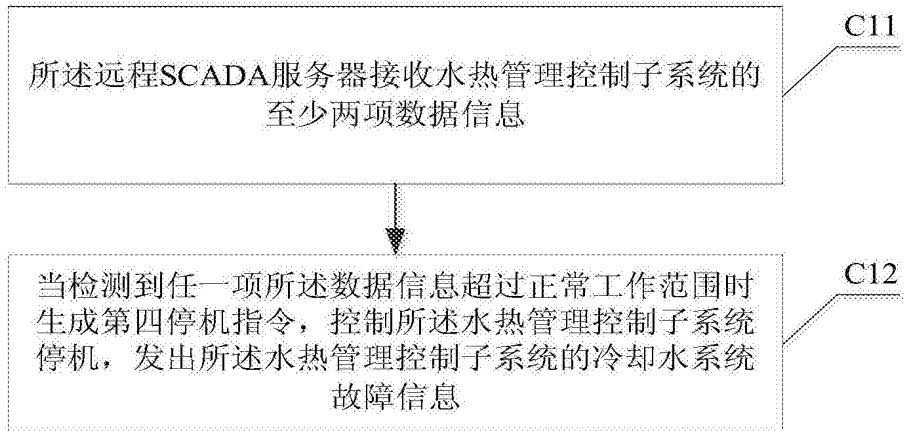 C11
所述远程SCADA服务器接收水热管理控制子系统的
至少两项数据信息
C12
当检测到任一项所述数据信息超过正常工作范围时
生成第四停机指令，控制所述水热管理控制子系统
停机，发出所述水热管理控制子系统的冷却水系统
故障信息